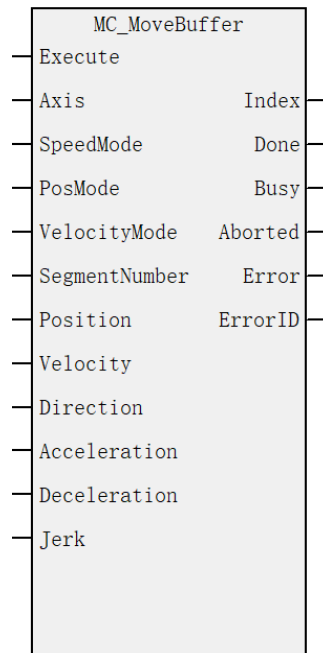 MC_MoveBuffer
Execute
Axis Index
SpeedMode Done
PosMode Busy
VelocityMode Aborted
SegmentNumber Error
Position ErrorID
Velocity
Direction
Acceleration
Deceleration
Jerk